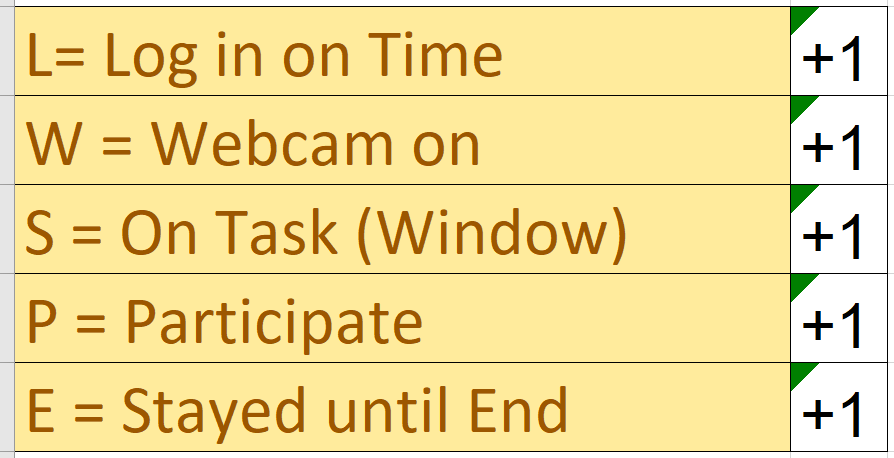 L= Log in on Time +1
W = Webcam on +1
S = On Task (Window) +1
P = Participate +1
E = Stayed until End +1